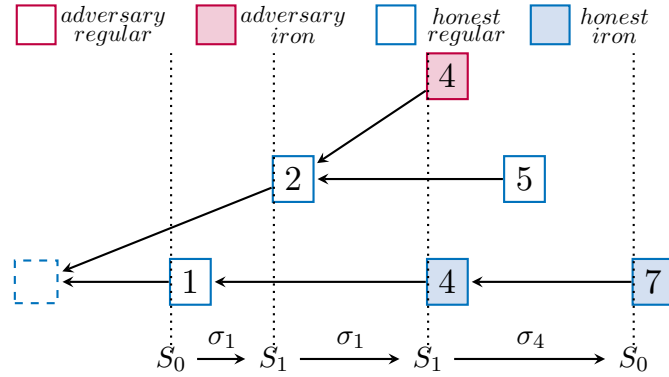 adversary regular
adversary iron
honest regular
honest iron
4
2
5
1
4
7
S₀ σ₁ S₁ σ₁ S₁ σ₄ S₀